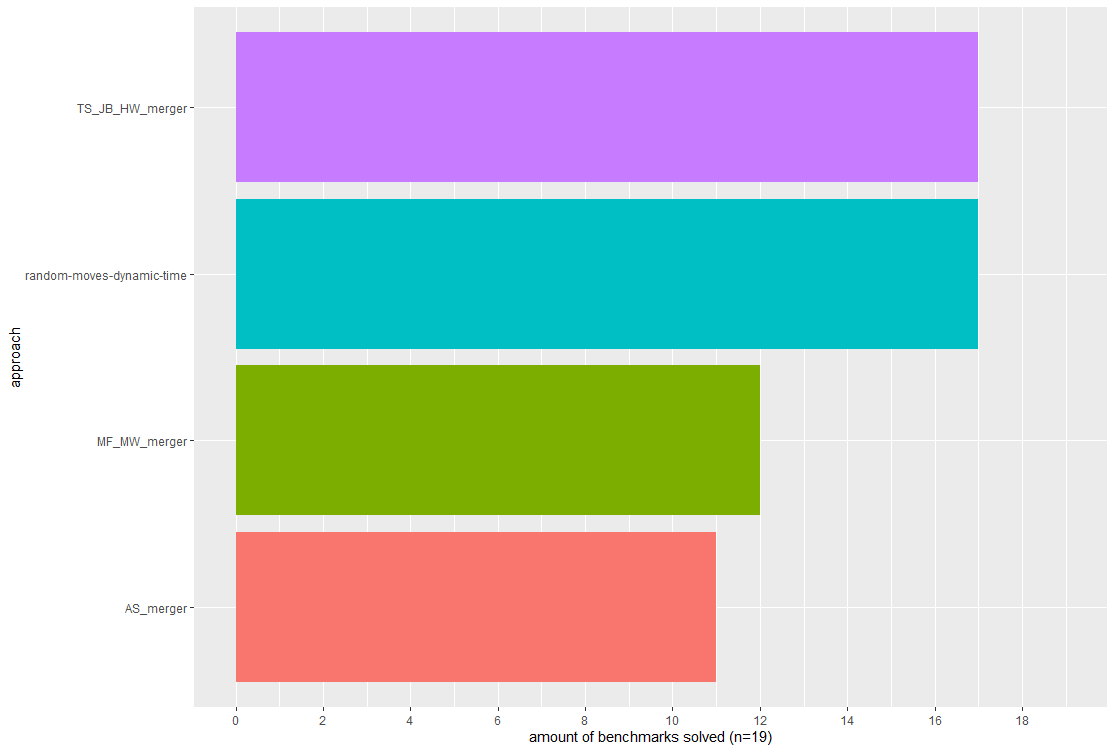 TS_JB_HW_merger
random-moves-dynamic-time
approach
MF_MW_merger
AS_merger
0 2 4 6 8 10 12 14 16 18
amount of benchmarks solved (n=19)